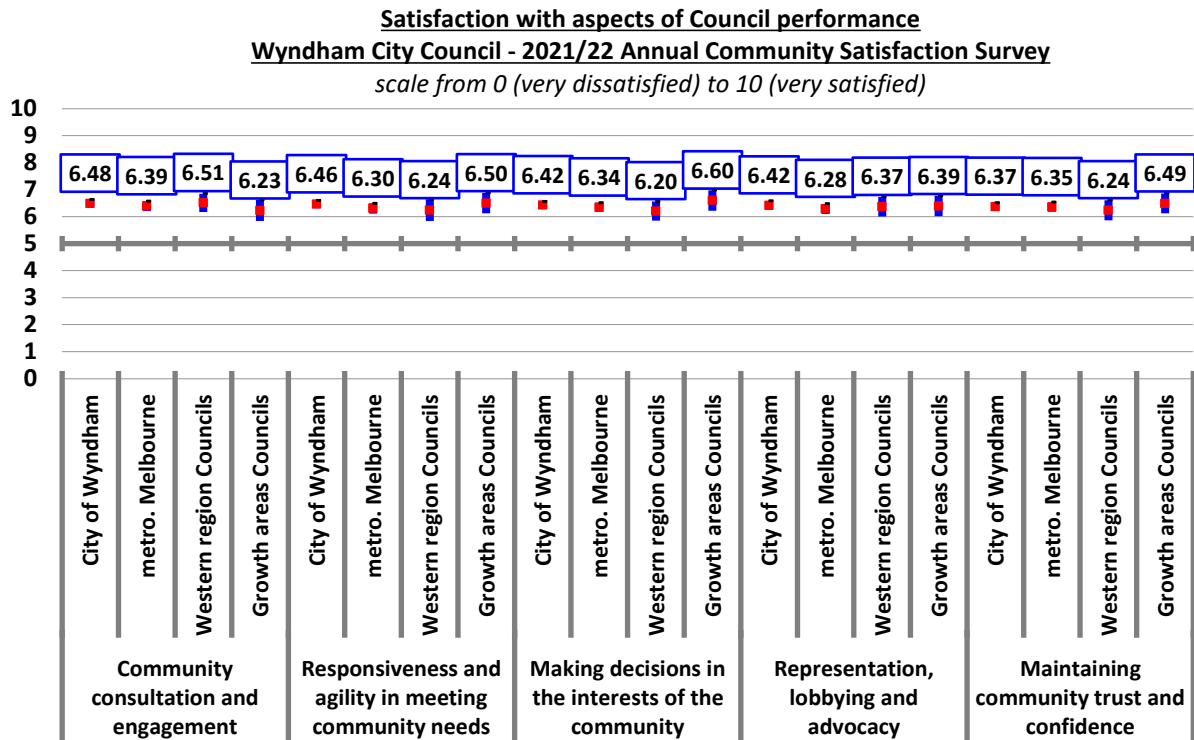 Satisfaction with aspects of Council performance
Wyndham City Council - 2021/22 Annual Community Satisfaction Survey
scale from 0 (very dissatisfied) to 10 (very satisfied)
10
9
8
7
6
5
4
3
2
1
0
6.48
6.39
6.51
6.23
6.46
6.30
6.24
6.50
6.42
6.34
6.20
6.60
6.42
6.28
6.37
6.39
6.37
6.35
6.24
6.49
City of Wyndham
metro. Melbourne
Western region Councils
Growth areas Councils
City of Wyndham
metro. Melbourne
Western region Councils
Growth areas Councils
City of Wyndham
metro. Melbourne
Western region Councils
Growth areas Councils
City of Wyndham
metro. Melbourne
Western region Councils
Growth areas Councils
City of Wyndham
metro. Melbourne
Western region Councils
Growth areas Councils
Community
consultation and
engagement
Responsiveness and
agility in meeting
community needs
Making decisions in
the interests of the
community
Representation,
lobbying and
advocacy
Maintaining
community trust and
confidence